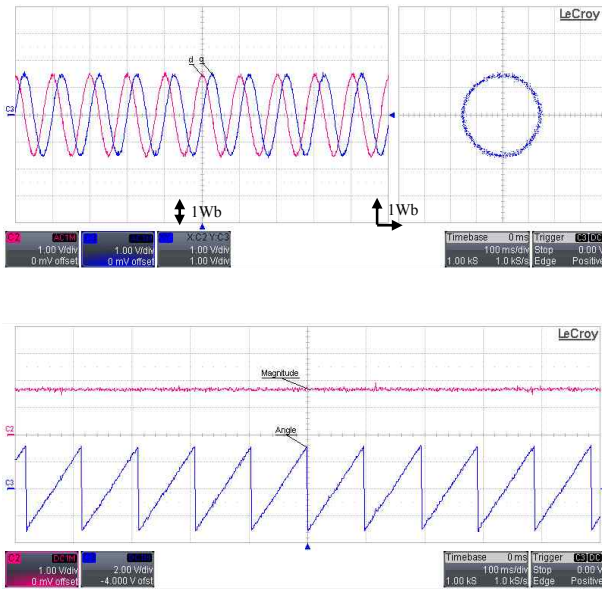 LeCroy
d q
C3
1Wb
1Wb
C2 AC1M
1.00 V/div
0 mV offset
1.00 V/div
0 mV offset
X:C2 Y:C3
1.00 V/div
1.00 V/div
Timebase 0 ms
100 ms/div
1.00 kS 1.0 kS/s
Trigger C3 DC
Stop 0.00 V
Edge Positive
LeCroy
Magnitude
C2
Angle
C3
C2 DC1M
1.00 V/div
0 mV offset
2.00 V/div
-4.000 V ofst
Timebase 0 ms
100 ms/div
1.00 kS 1.0 kS/s
Trigger C3 DC
Stop 0.00 V
Edge Positive